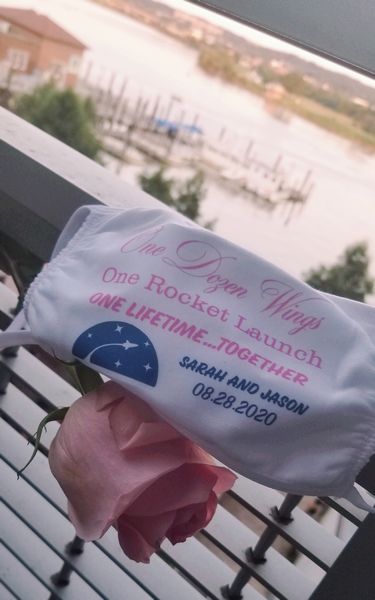 One Dozen Wings
One Rocket Launch
ONE LIFETIME...TOGETHER
SARAH AND JASON
08.28.2020